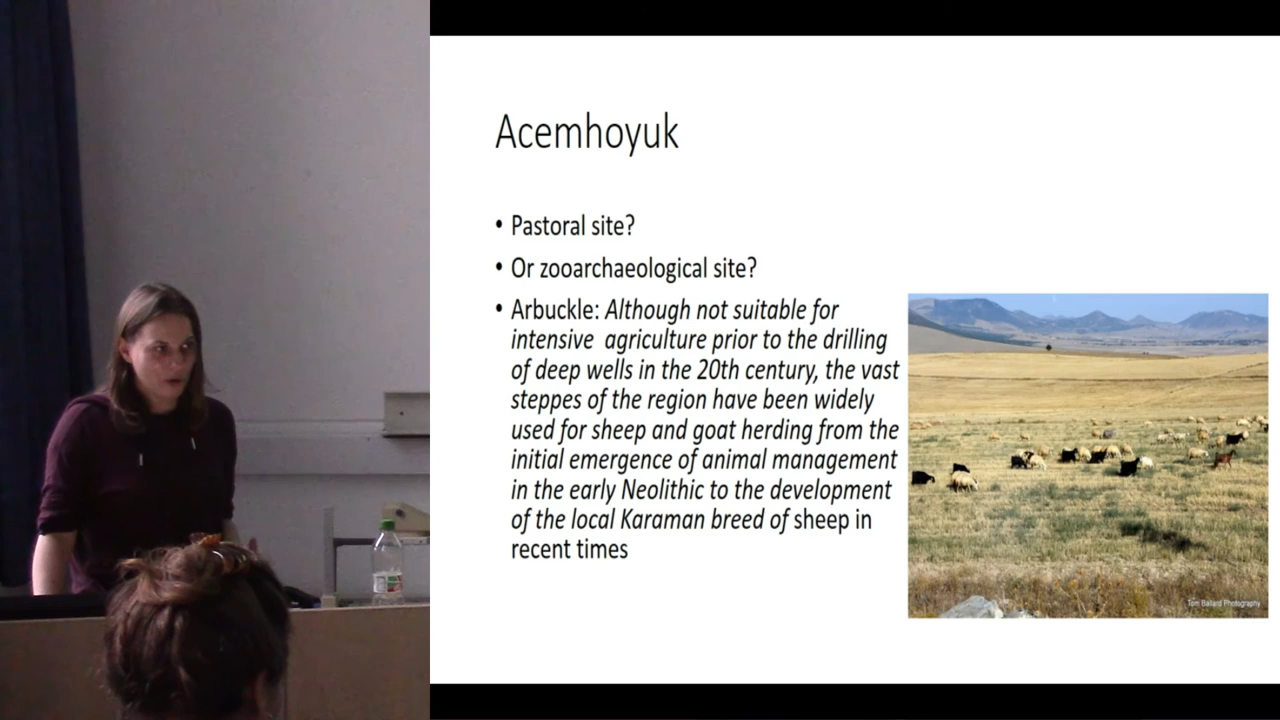 Acemhoyuk
• Pastoral site?
• Or zooarchaeological site?
• Arbuckle: Although not suitable for
intensive agriculture prior to the drilling
of deep wells in the 20th century, the vast
steppes of the region have been widely
used for sheep and goat herding from the
initial emergence of animal management
in the early Neolithic to the development
of the local Karaman breed of sheep in
recent times
Tom Ballard Photography